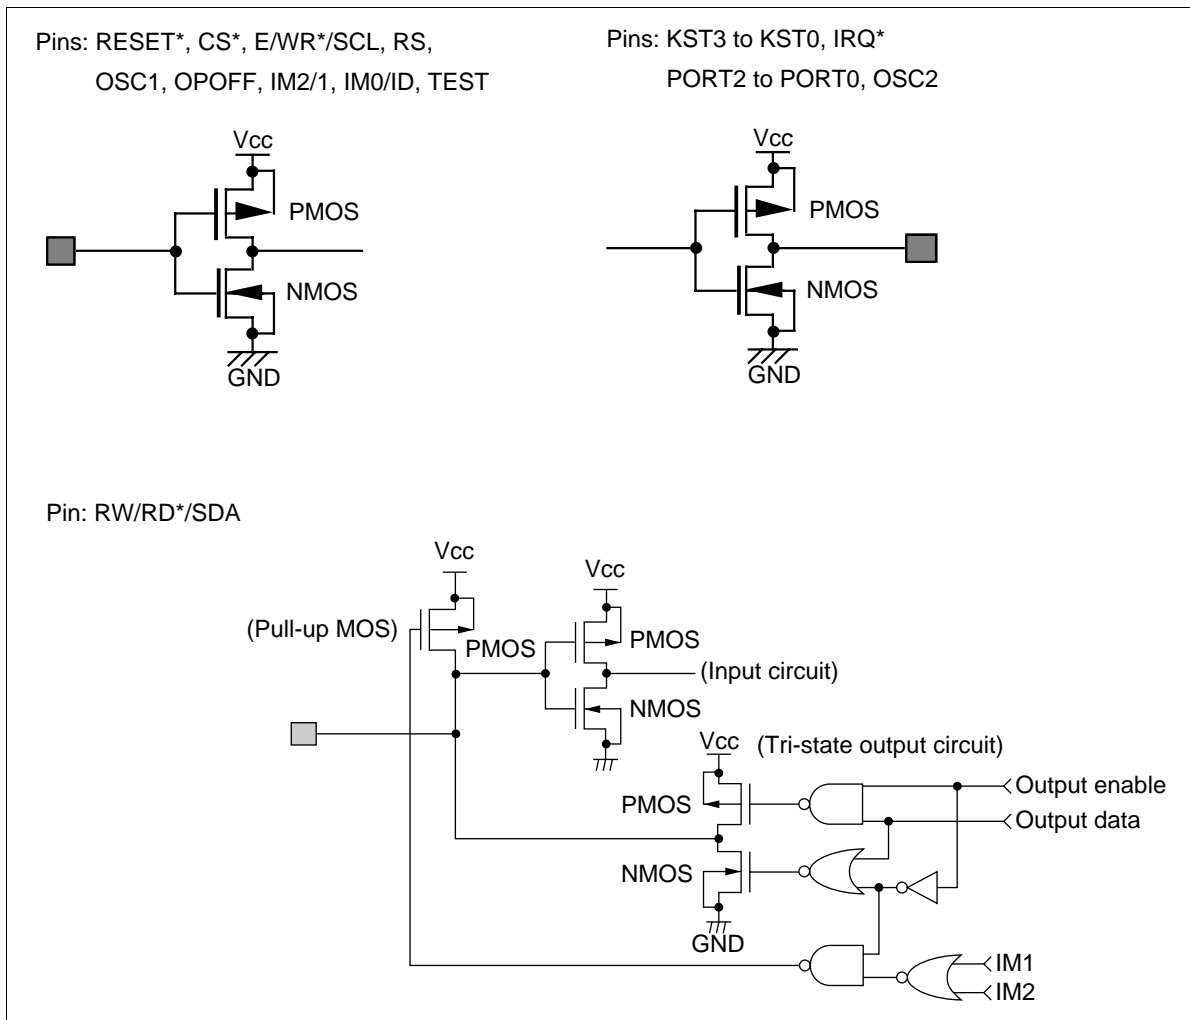 Pins: RESET*, CS*, E/WR*/SCL, RS,
OSC1, OPOFF, IM2/1, IM0/ID, TEST
Pins: KST3 to KST0, IRQ*
PORT2 to PORT0, OSC2
Vcc
PMOS
NMOS
GND
Vcc
PMOS
NMOS
GND
Pin: RW/RD*/SDA
Vcc
Vcc
(Pull-up MOS)
PMOS
PMOS
(Input circuit)
NMOS
Vcc
(Tri-state output circuit)
PMOS
Output enable
Output data
NMOS
GND
IM1
IM2